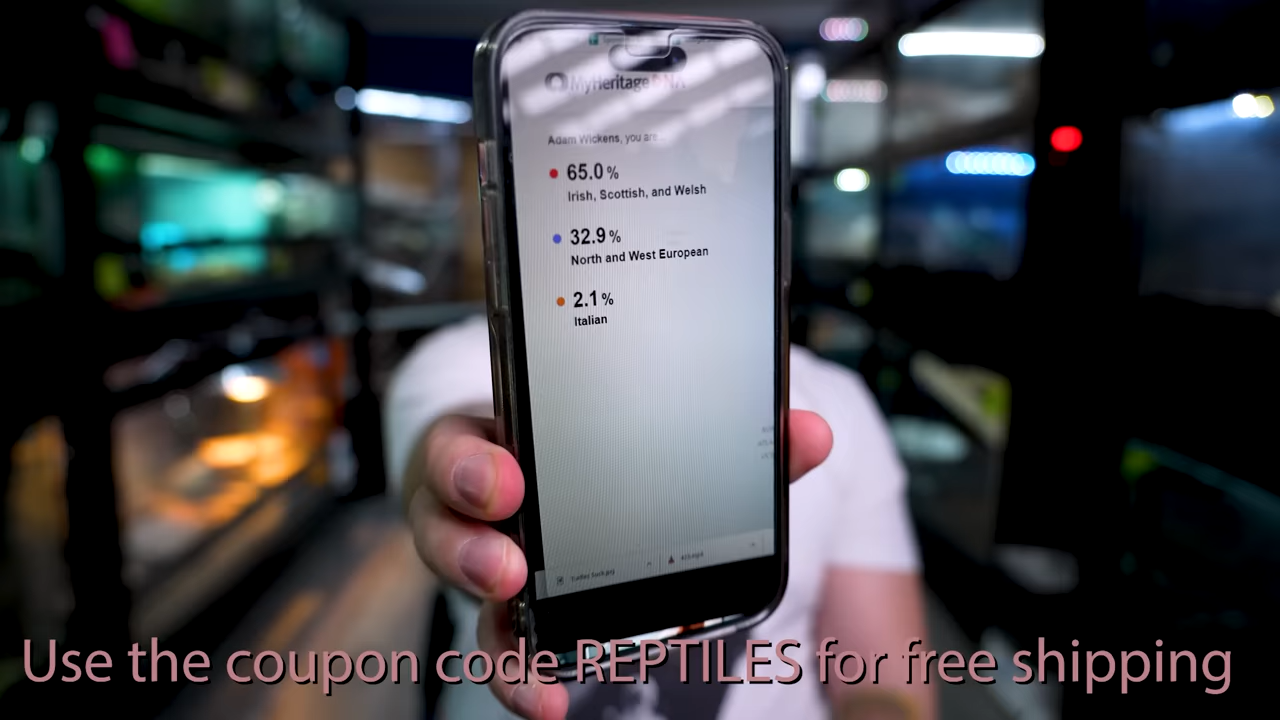 MyHeritage DNA
Adam Wickens, you are...
65.0 %
Irish, Scottish, and Welsh
32.9 %
North and West European
2.1 %
Italian
Use the coupon code REPTILES for free shipping